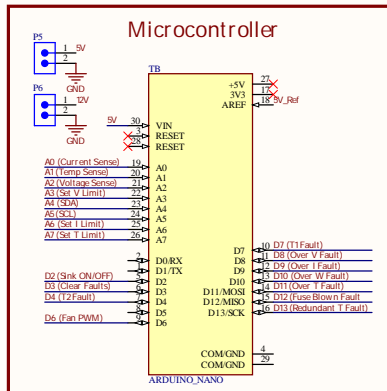 Microcontroller
P5
1 5V
2
GND
P6
1 12V
2
GND
TB
+5V 27
3V3 17
AREF 18 5V_Ref
5V 30 VIN
3 RESET
28 RESET
A0 (Current Sense) 19 A0
A1 (Temp Sense) 20 A1
A2 (Voltage Sense) 21 A2
A3 (Set V Limit) 22 A3
A4 (SDA) 23 A4
A5 (SCL) 24 A5
A6 (Set I Limit) 25 A6
A7 (Set T Limit) 26 A7
D7 10 D7 (T1 Fault)
2 D0/RX
D8 11 D8 (Over V Fault)
1 D1/TX
D9 12 D9 (Over I Fault)
D2 (Sink ON/OFF) 5 D2
D10 13 D10 (Over W Fault)
D3 (Clear Faults) 6 D3
D11/MOSI 14 D11 (Over T Fault)
D4 (T2 Fault) 7 D4
D12/MISO 15 D12 (Fuse Blown Fault)
8 D5
D13/SCK 16 D13 (Redundant T Fault)
D6 (Fan PWM) 9 D6
COM/GND 4
COM/GND 29
ARDUINO_NANO